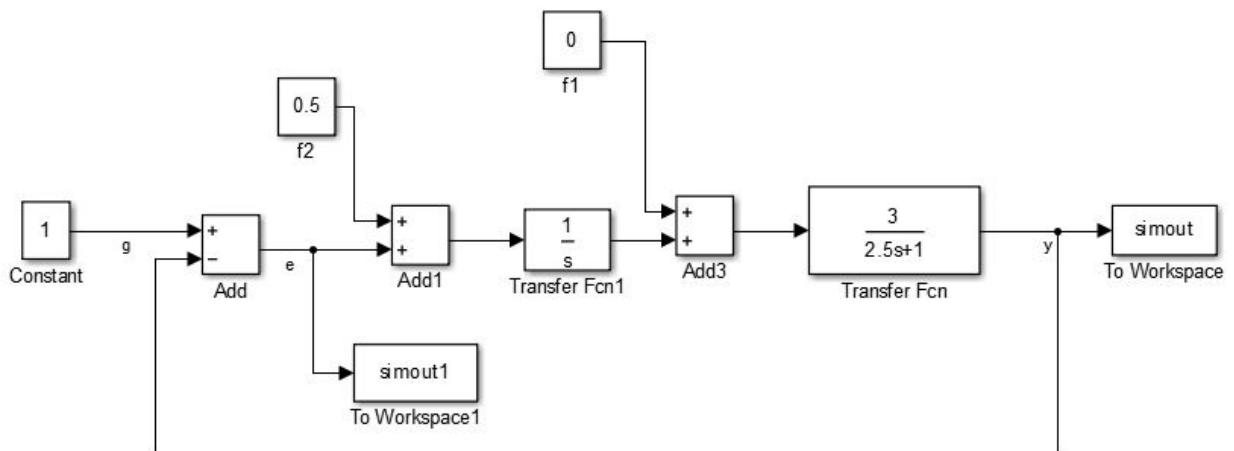 0
f1
0.5
f2
1
Constant
g
+
−
Add
e
+
+
Add1
1
s
Transfer Fcn1
+
+
Add3
3
2.5s+1
Transfer Fcn
y
simout
To Workspace
simout1
To Workspace1